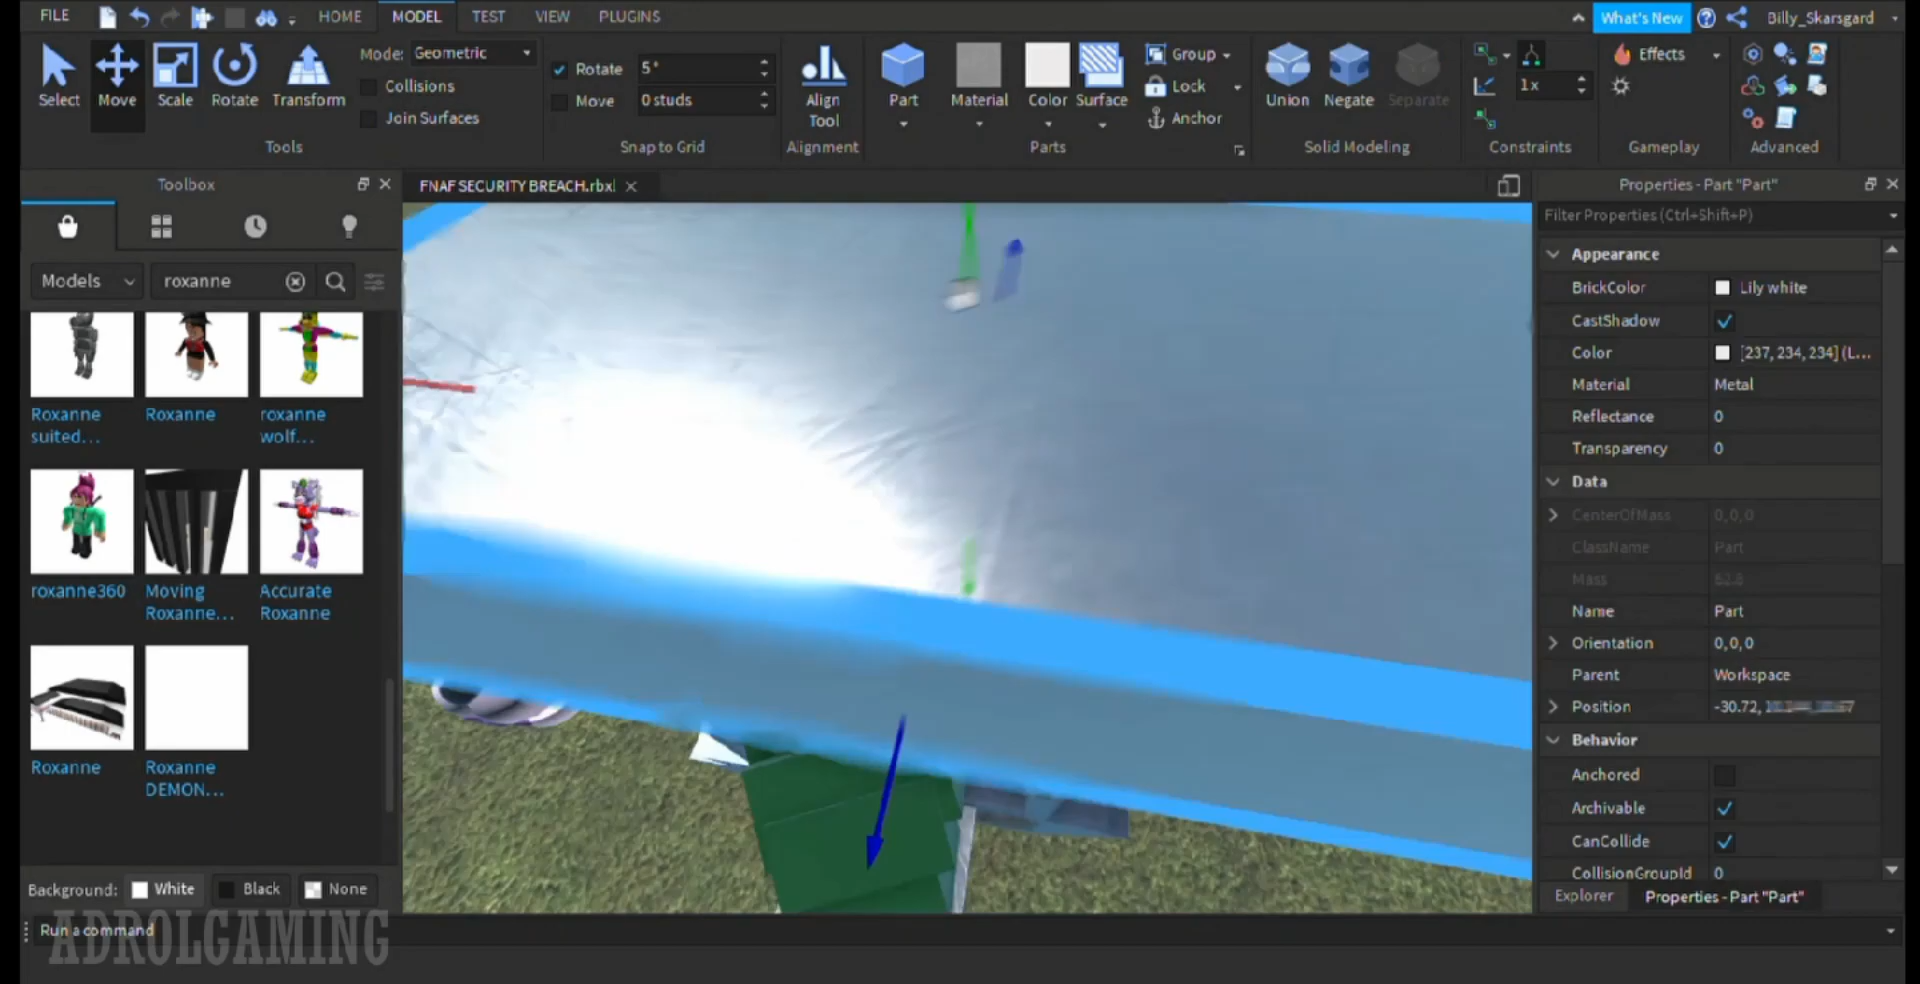 FILE HOME MODEL TEST VIEW PLUGINS What's New Billy_Skarsgard
Select Move Scale Rotate Transform
Mode: Geometric
Collisions
Join Surfaces
Tools
Rotate 5°
Move 0 studs
Snap to Grid
Align Tool
Alignment
Part Material Color Surface
Group
Lock
Anchor
Parts
Union Negate Separate
Solid Modeling
1x
Constraints
Effects
Gameplay
Advanced
Toolbox
Models roxanne
Roxanne suited...
Roxanne
roxanne wolf...
roxanne360
Moving Roxanne...
Accurate Roxanne
Roxanne
Roxanne DEMON...
Background: White Black None
FNAF SECURITY BREACH.rbxl
Properties - Part "Part"
Filter Properties (Ctrl+Shift+P)
Appearance
BrickColor Lily white
CastShadow
Color [237, 234, 234] (L...
Material Metal
Reflectance 0
Transparency 0
Data
CenterOfMass 0,0,0
ClassName Part
Mass
Name Part
Orientation 0,0,0
Parent Workspace
Position -30.72,
Behavior
Anchored
Archivable
CanCollide
CollisionGroupId 0
Explorer Properties - Part "Part"
Run a command
ADROLGAMING